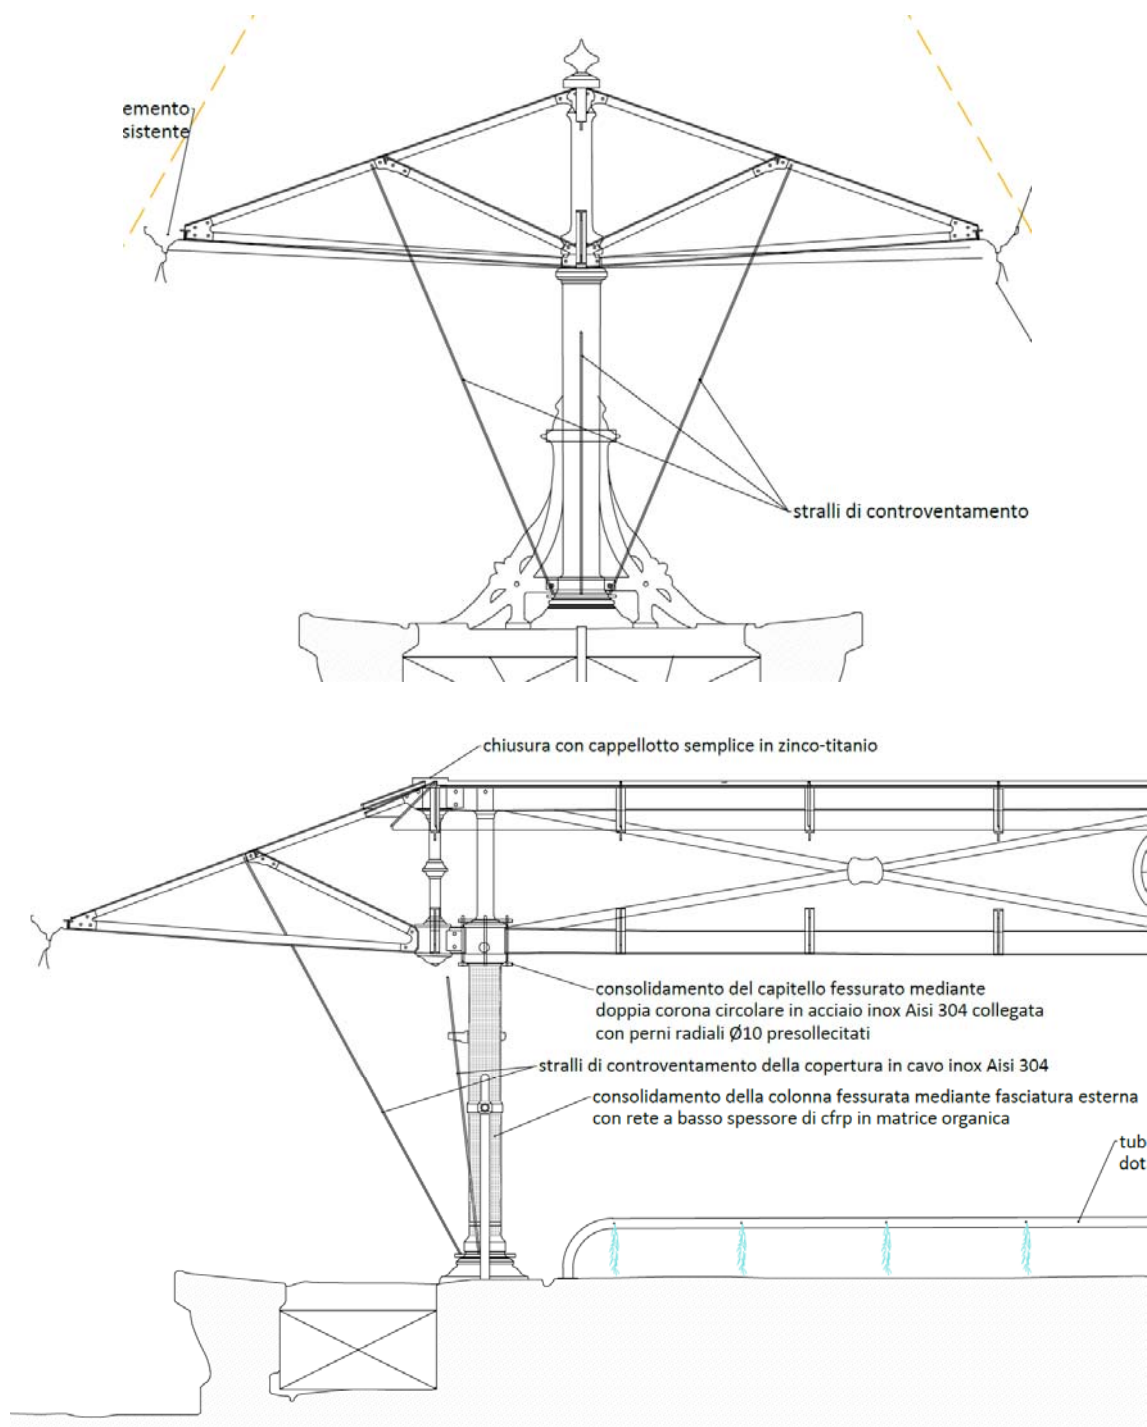 emento
sistente
stralli di controventamento
chiusura con cappellotto semplice in zinco-titanio
consolidamento del capitello fessurato mediante
doppia corona circolare in acciaio inox Aisi 304 collegata
con perni radiali Ø10 presollecitati
stralli di controventamento della copertura in cavo inox Aisi 304
consolidamento della colonna fessurata mediante fasciatura esterna
con rete a basso spessore di cfrp in matrice organica
tub
dot